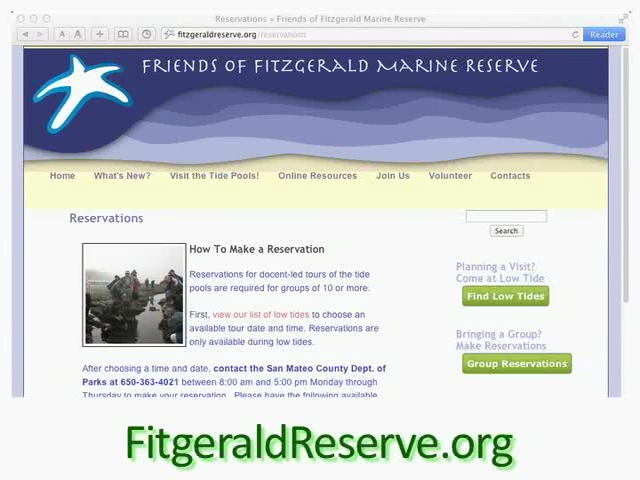 Reservations « Friends of Fitzgerald Marine Reserve
A A
fitzgeraldreserve.org/reservations
Reader
FRIENDS OF FITZGERALD MARINE RESERVE
Home What's New? Visit the Tide Pools! Online Resources Join Us Volunteer Contacts
Reservations
Search
How To Make a Reservation
Reservations for docent-led tours of the tide
pools are required for groups of 10 or more.
First, view our list of low tides to choose an
available tour date and time. Reservations are
only available during low tides.
After choosing a time and date, contact the San Mateo County Dept. of
Parks at 650-363-4021 between 8:00 am and 5:00 pm Monday through
Thursday to make your reservation. Please have the following available
Planning a Visit?
Come at Low Tide
Find Low Tides
Bringing a Group?
Make Reservations
Group Reservations
FitgeraldReserve.org